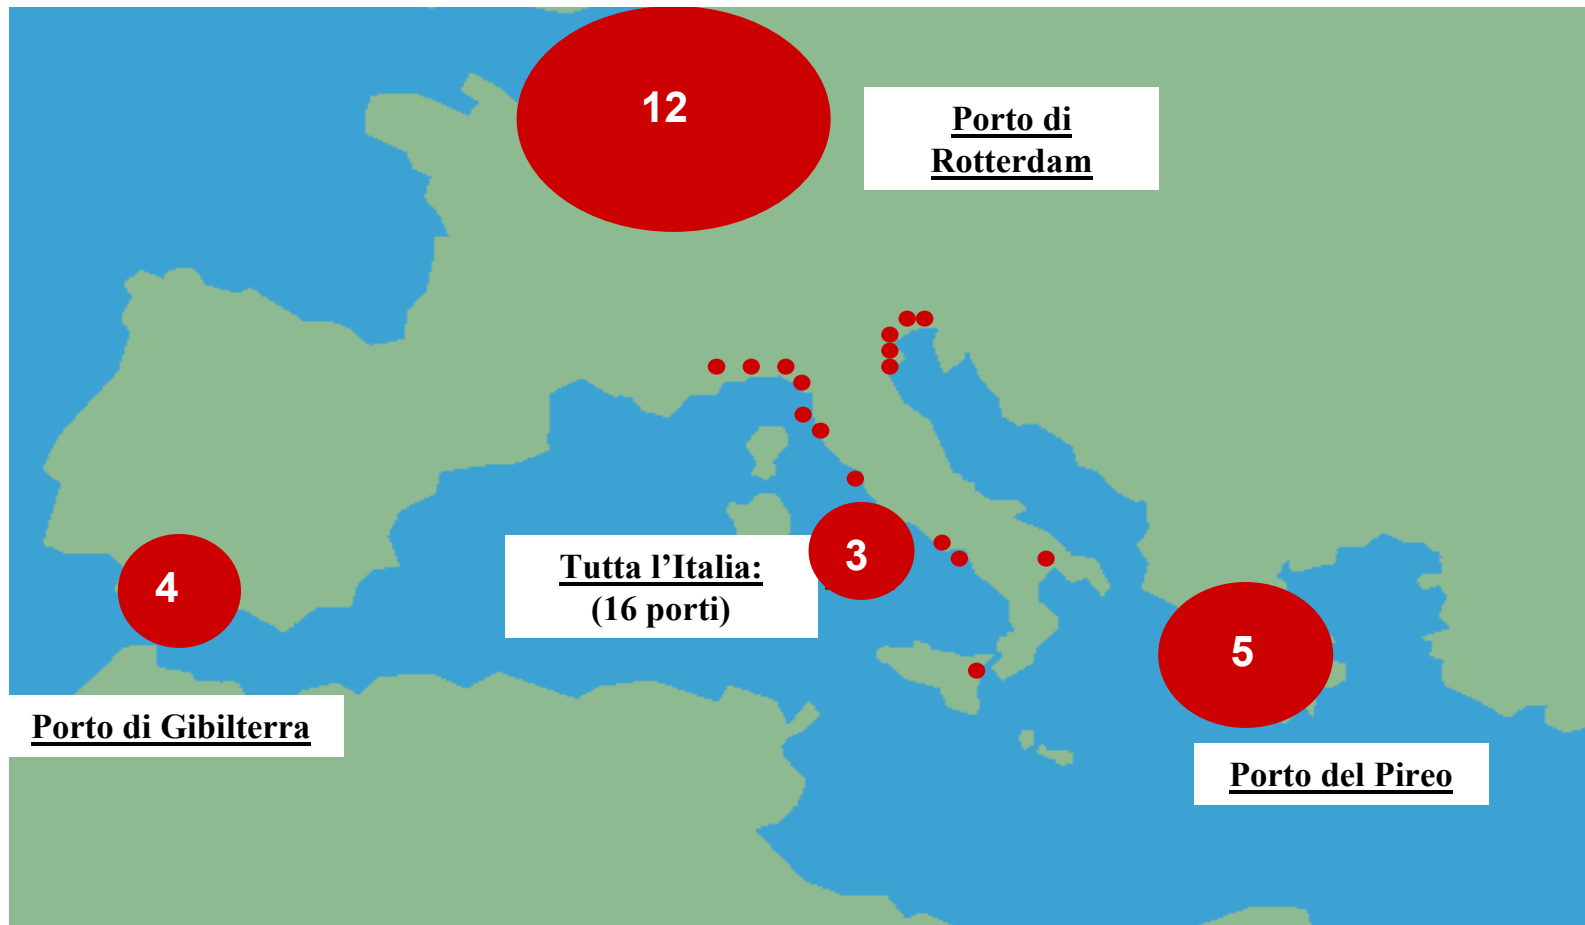 12
Porto di
Rotterdam
4
Tutta l’Italia:
(16 porti)
3
5
Porto di Gibilterra
Porto del Pireo